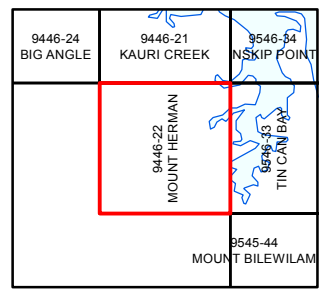 9446-24
BIG ANGLE
9446-21
KAURI CREEK
9546-34
NSKIP POINT
9446-22
MOUNT HERMAN
9546-33
TIN CAN BAY
9545-44
MOUNT BILEWILAM